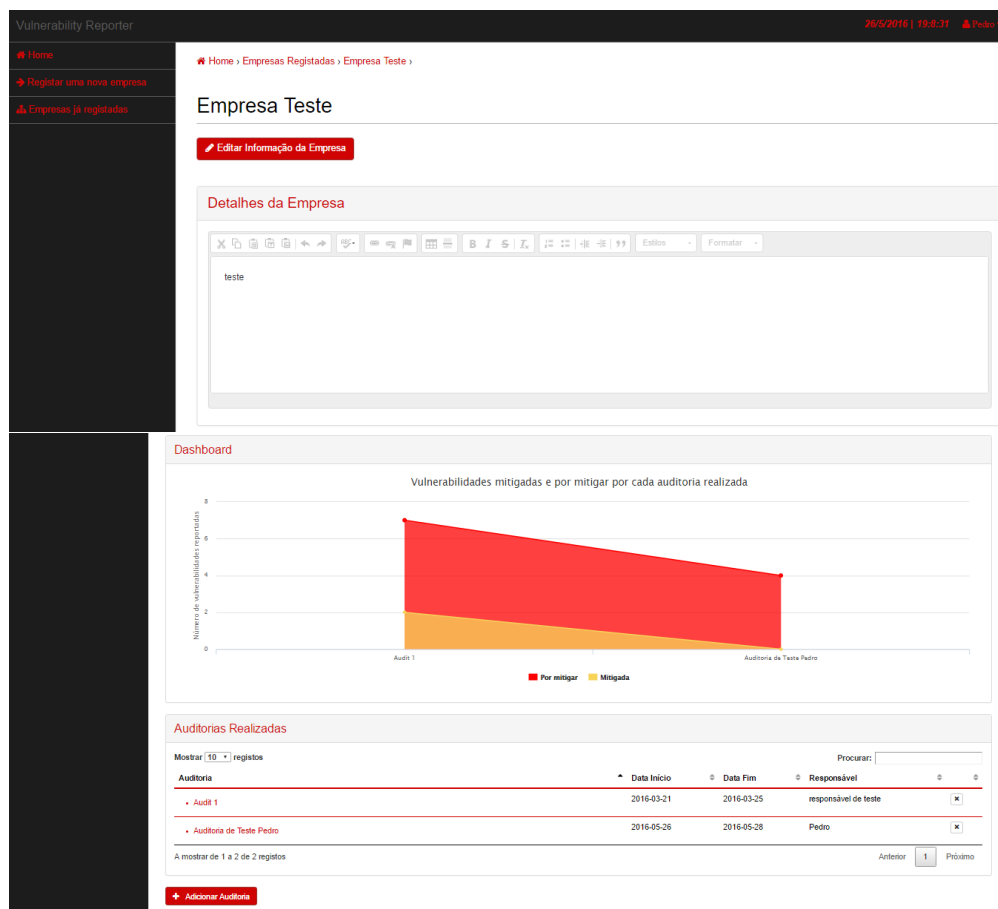 Vulnerability Reporter
26/5/2016 | 19:8:31 Pedro
Home
Registar uma nova empresa
Empresas já registadas
Home › Empresas Registadas › Empresa Teste ›
Empresa Teste
Editar Informação da Empresa
Detalhes da Empresa
ABC B I S Ix Estilos Formatar
teste
Dashboard
Vulnerabilidades mitigadas e por mitigar por cada auditoria realizada
Número de vulnerabilidades reportadas
8
6
4
2
0
Audit 1 Auditoria de Teste Pedro
Por mitigar Mitigada
Auditorias Realizadas
Mostrar 10 registos Procurar:
Auditoria Data Início Data Fim Responsável
Audit 1 2016-03-21 2016-03-25 responsável de teste
Auditoria de Teste Pedro 2016-05-26 2016-05-28 Pedro
A mostrar de 1 a 2 de 2 registos Anterior 1 Próximo
Adicionar Auditoria